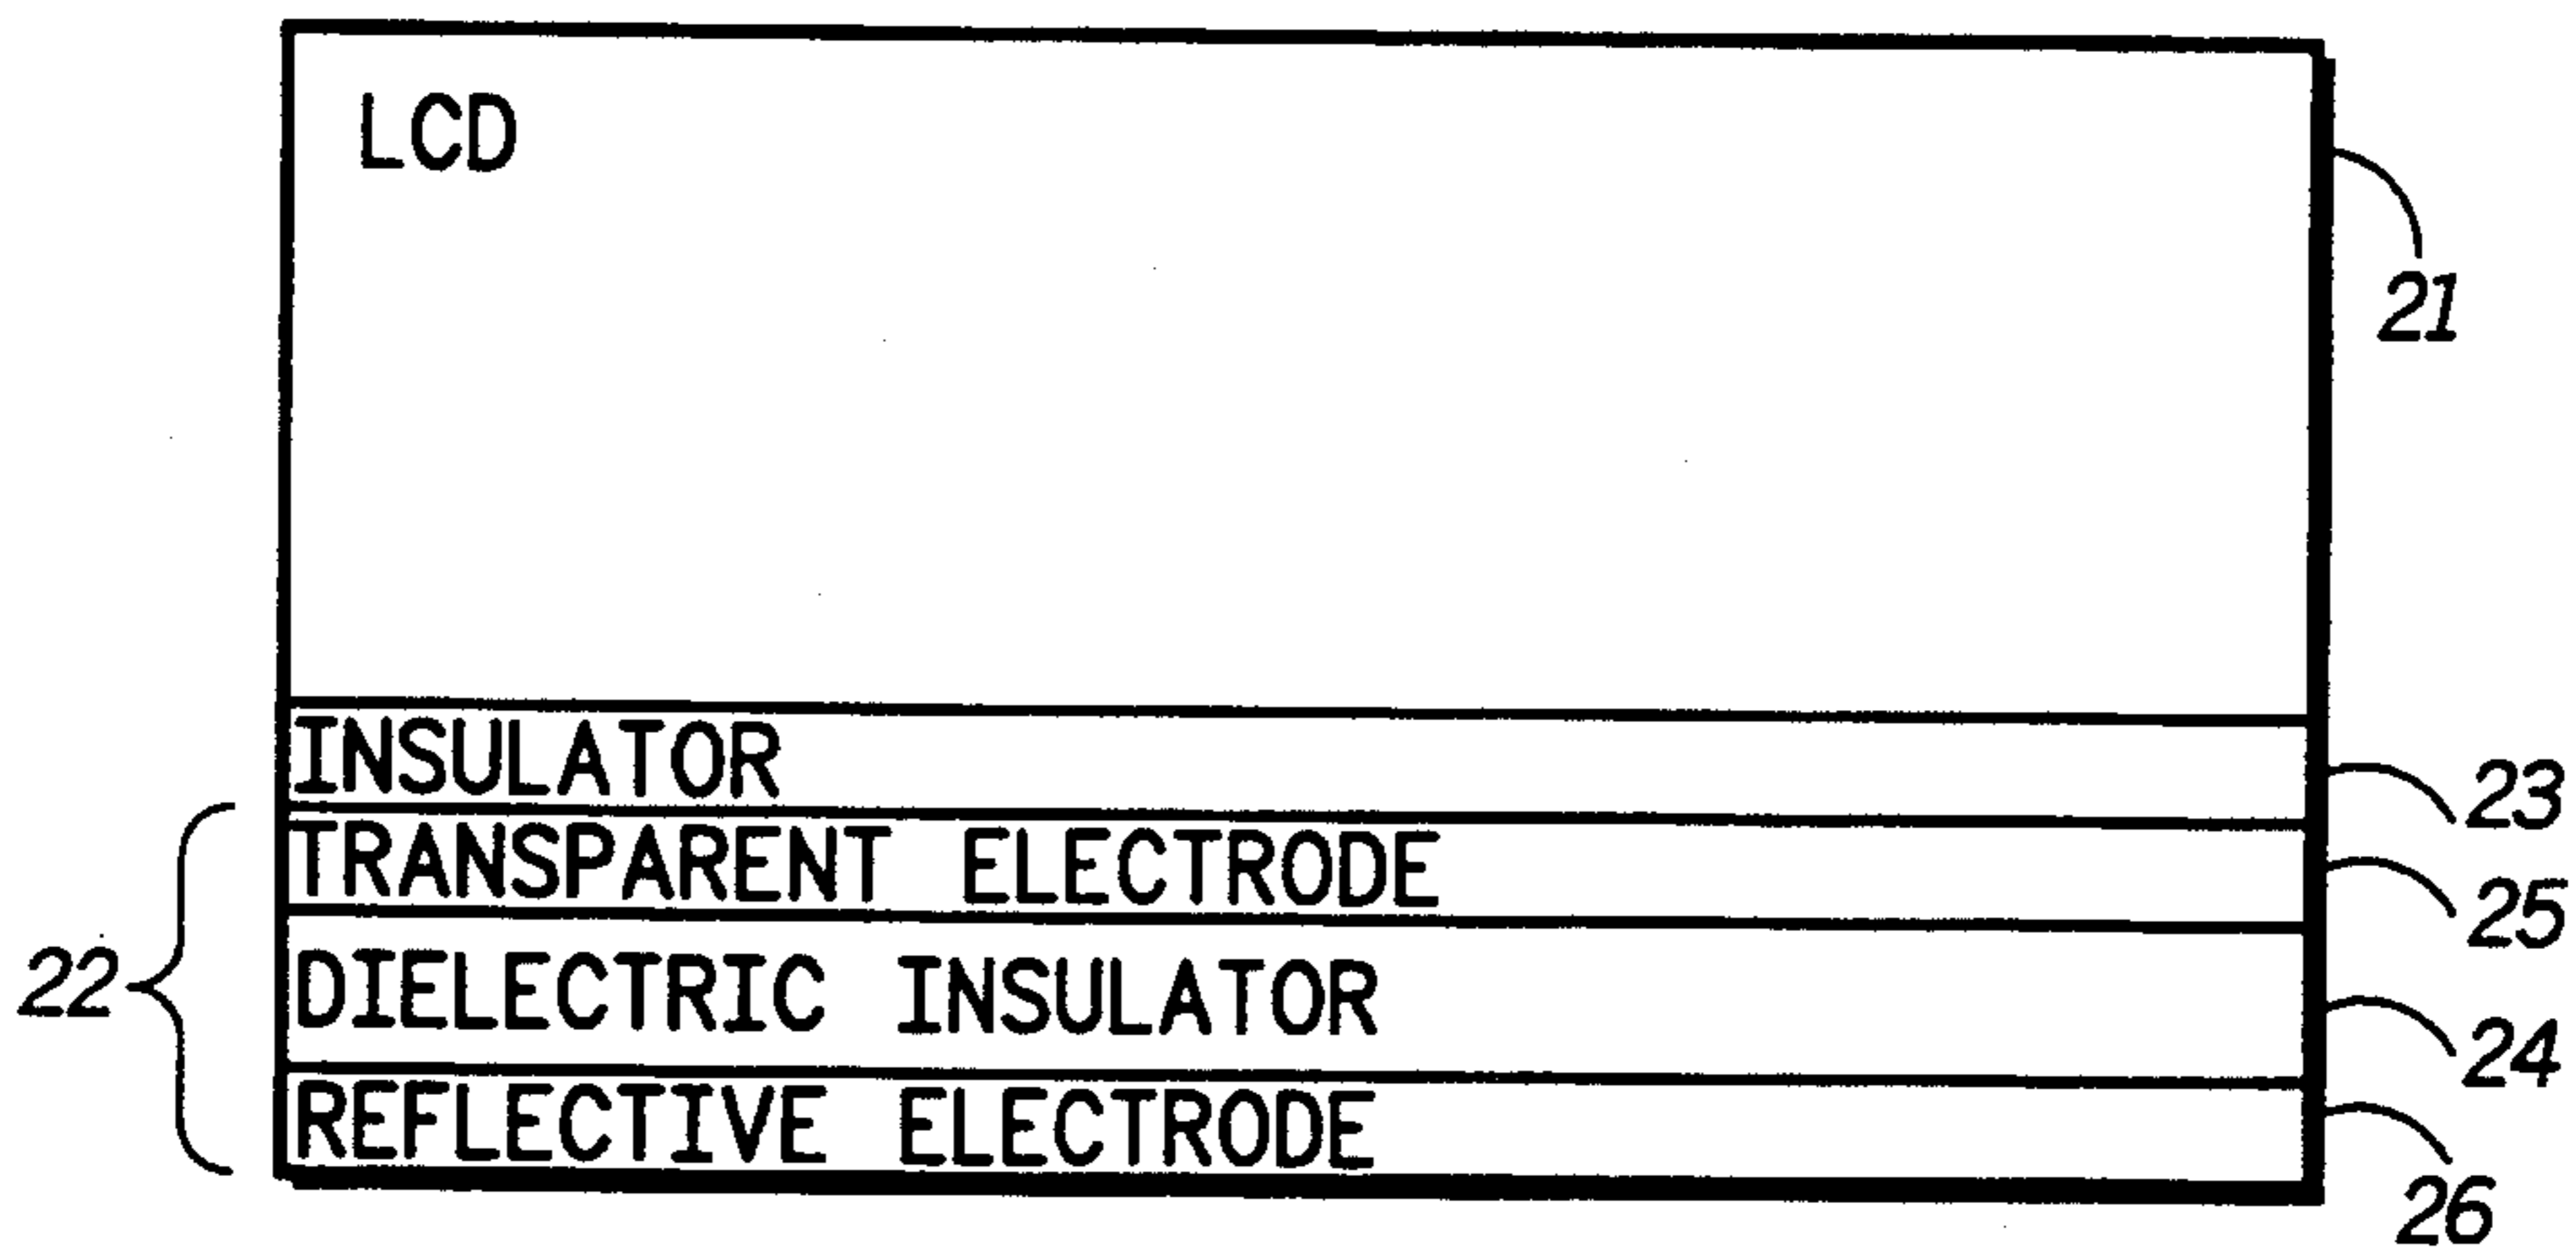 LCD
21
INSULATOR
23
TRANSPARENT ELECTRODE
25
22
DIELECTRIC INSULATOR
24
REFLECTIVE ELECTRODE
26